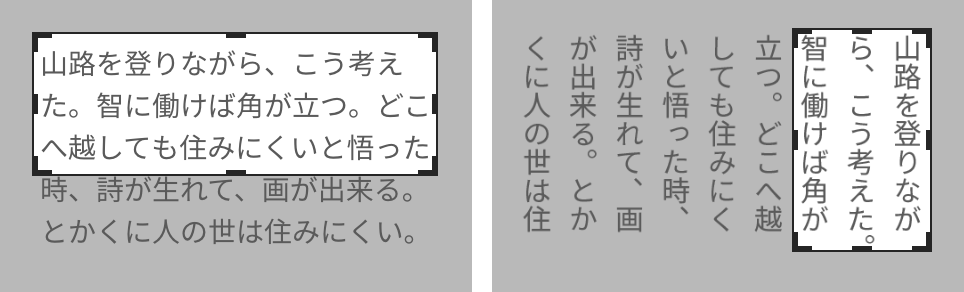 山路を登りながら、こう考え
た。智に働けば角が立つ。どこ
へ越しても住みにくいと悟った
時、詩が生れて、画が出来る。
とかくに人の世は住みにくい。
山路を登りなが
ら、こう考えた。
智に働けば角が
立つ。どこへ越
しても住みにく
いと悟った時、
詩が生れて、画
が出来る。とか
くに人の世は住